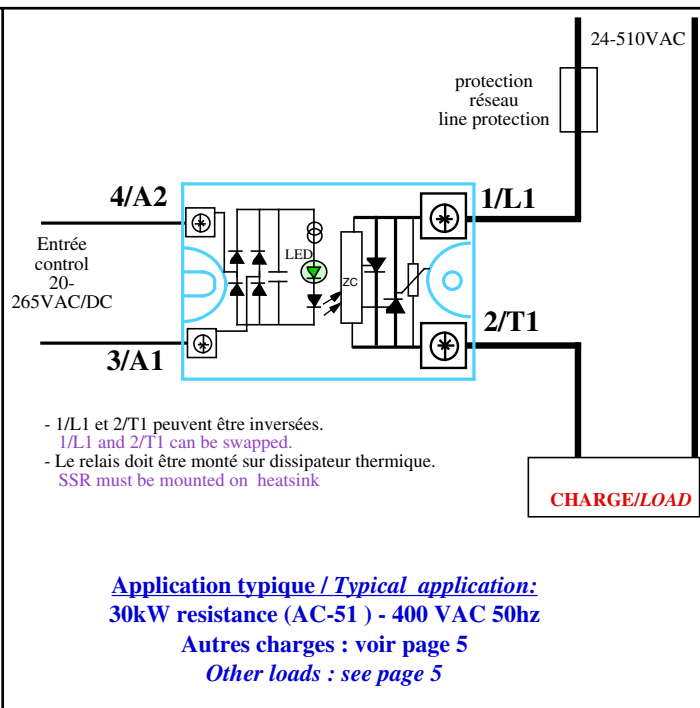 24-510VAC
protection
réseau
line protection
4/A2
1/L1
Entrée
control
20-
265VAC/DC
LED
ZC
3/A1
2/T1
- 1/L1 et 2/T1 peuvent être inversées.
1/L1 and 2/T1 can be swapped.
- Le relais doit être monté sur dissipateur thermique.
SSR must be mounted on heatsink
CHARGE/LOAD
Application typique / Typical application:
30kW resistance (AC-51 ) - 400 VAC 50hz
Autres charges : voir page 5
Other loads : see page 5